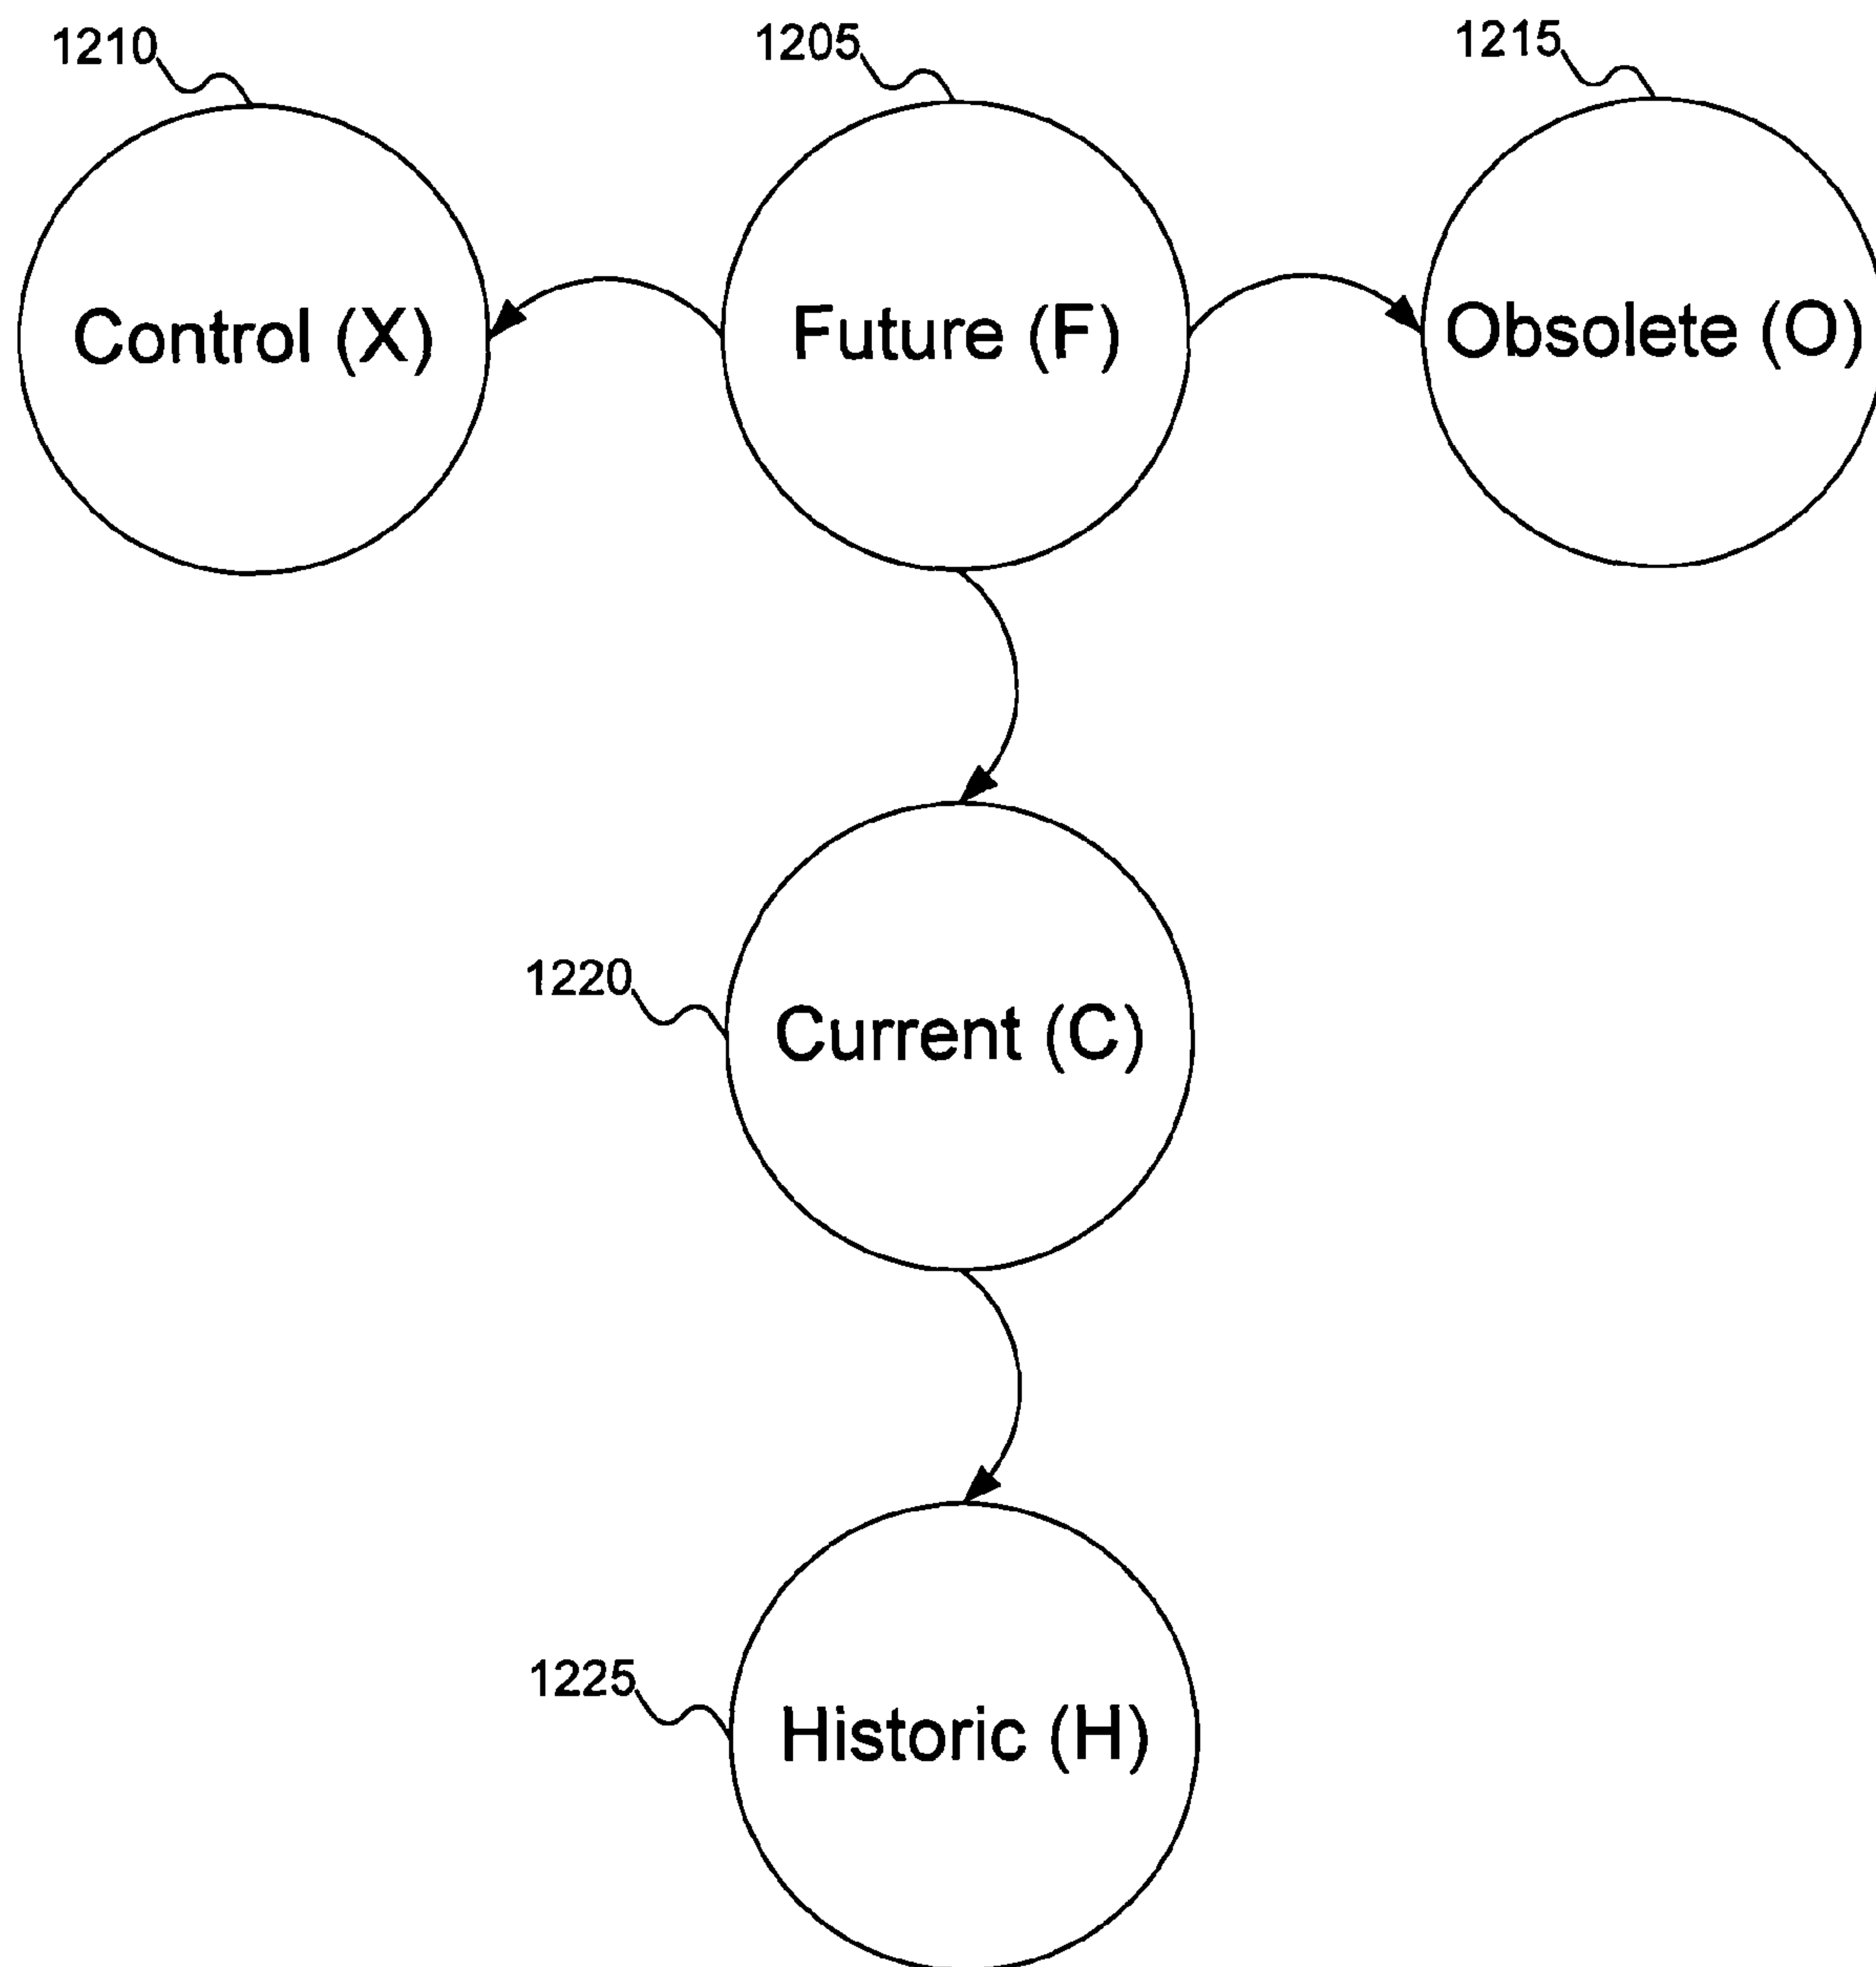 1210
1205
1215
Control (X)
Future (F)
Obsolete (O)
1220
Current (C)
1225
Historic (H)